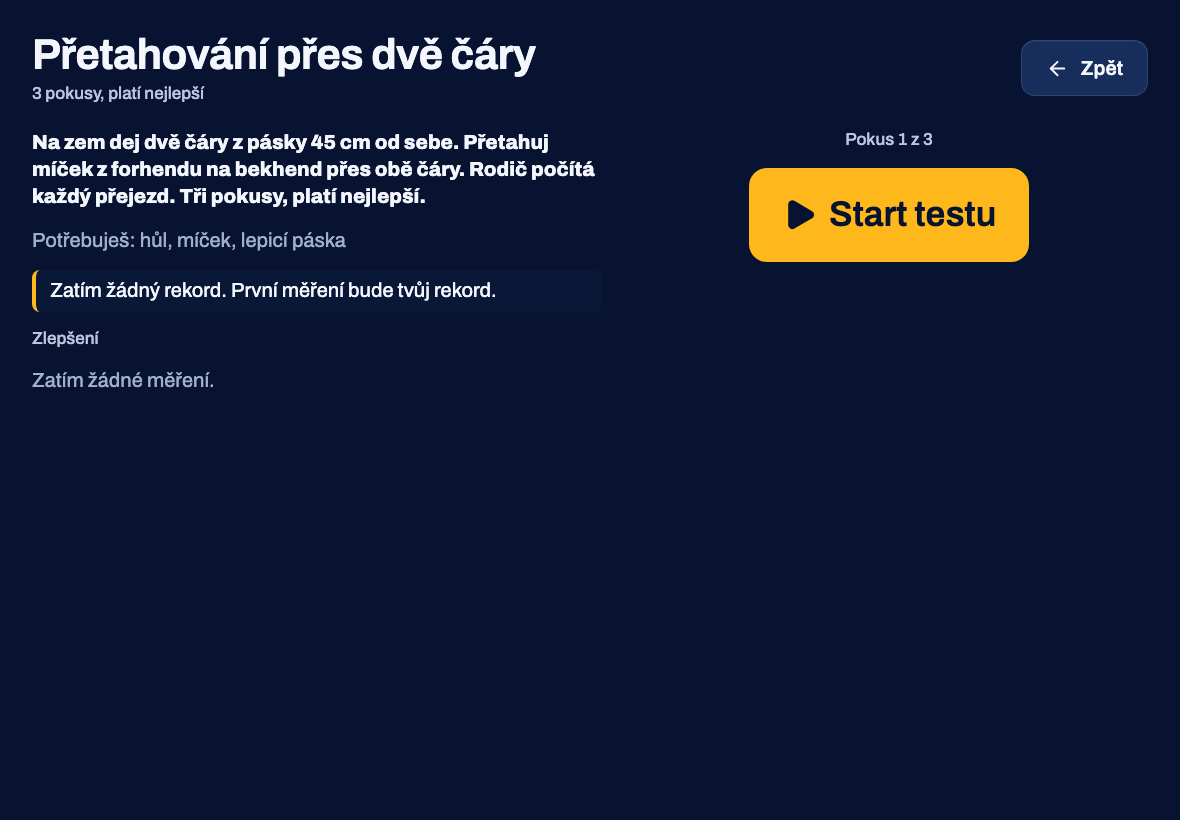 Přetahování přes dvě čáry
3 pokusy, platí nejlepší
Zpět
Na zem dej dvě čáry z pásky 45 cm od sebe. Přetahuj
míček z forhendu na bekhend přes obě čáry. Rodič počítá
každý přejezd. Tři pokusy, platí nejlepší.
Potřebuješ: hůl, míček, lepicí páska
Zatím žádný rekord. První měření bude tvůj rekord.
Zlepšení
Zatím žádné měření.
Pokus 1 z 3
Start testu